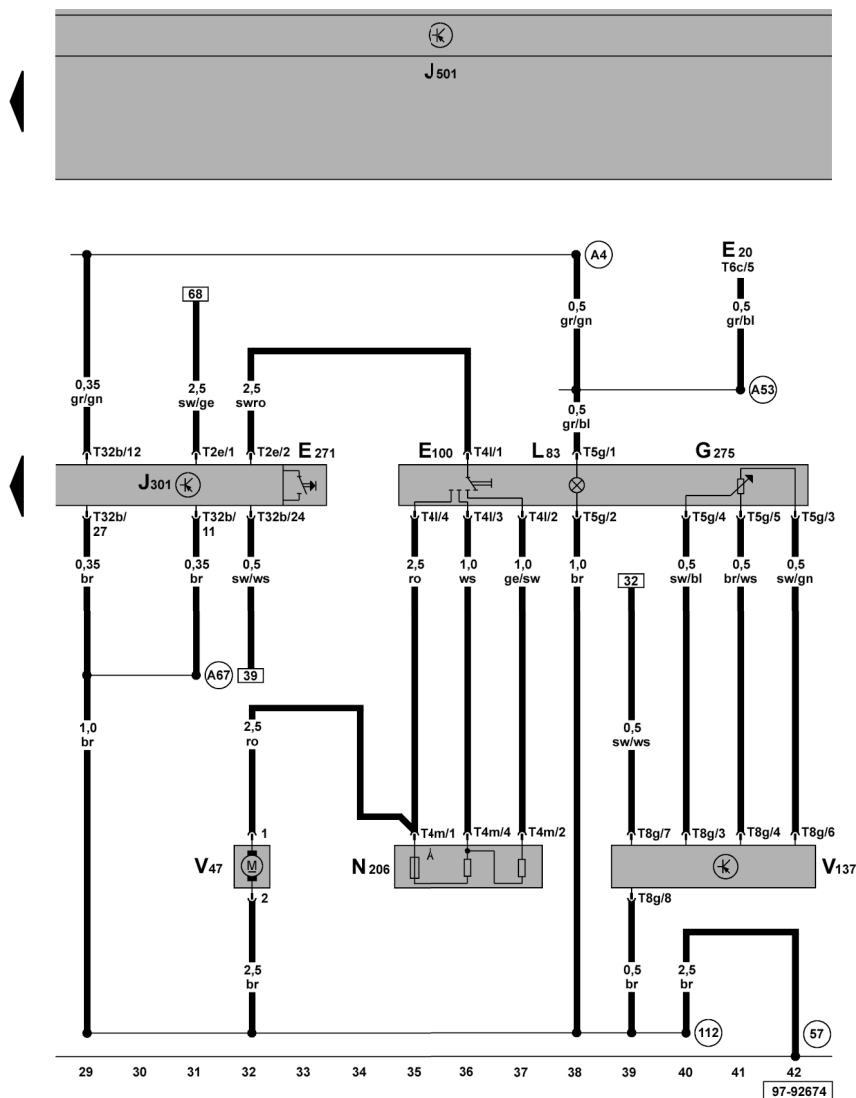 J 501
A4
E 20
T6c/5
68
0,5
gr/gn
0,5
gr/bl
0,35
gr/gn
2,5
sw/ge
2,5
swro
A53
0,5
gr/bl
T32b/12
T2e/1
T2e/2
E 271
E100
T4l/1
L 83
T5g/1
G 275
J301
T32b/
27
T32b/
11
T32b/24
T4l/4
T4l/3
T4l/2
T5g/2
T5g/4
T5g/5
T5g/3
0,35
br
0,35
br
0,5
sw/ws
2,5
ro
1,0
ws
1,0
ge/sw
1,0
br
32
0,5
sw/bl
0,5
br/ws
0,5
sw/gn
A67
39
1,0
br
2,5
ro
0,5
sw/ws
1
T4m/1
T4m/4
T4m/2
T8g/7
T8g/3
T8g/4
T8g/6
V47
M
N 206
V137
2
T8g/8
2,5
br
0,5
br
2,5
br
112
57
29 30 31 32 33 34 35 36 37 38 39 40 41 42
97-92674